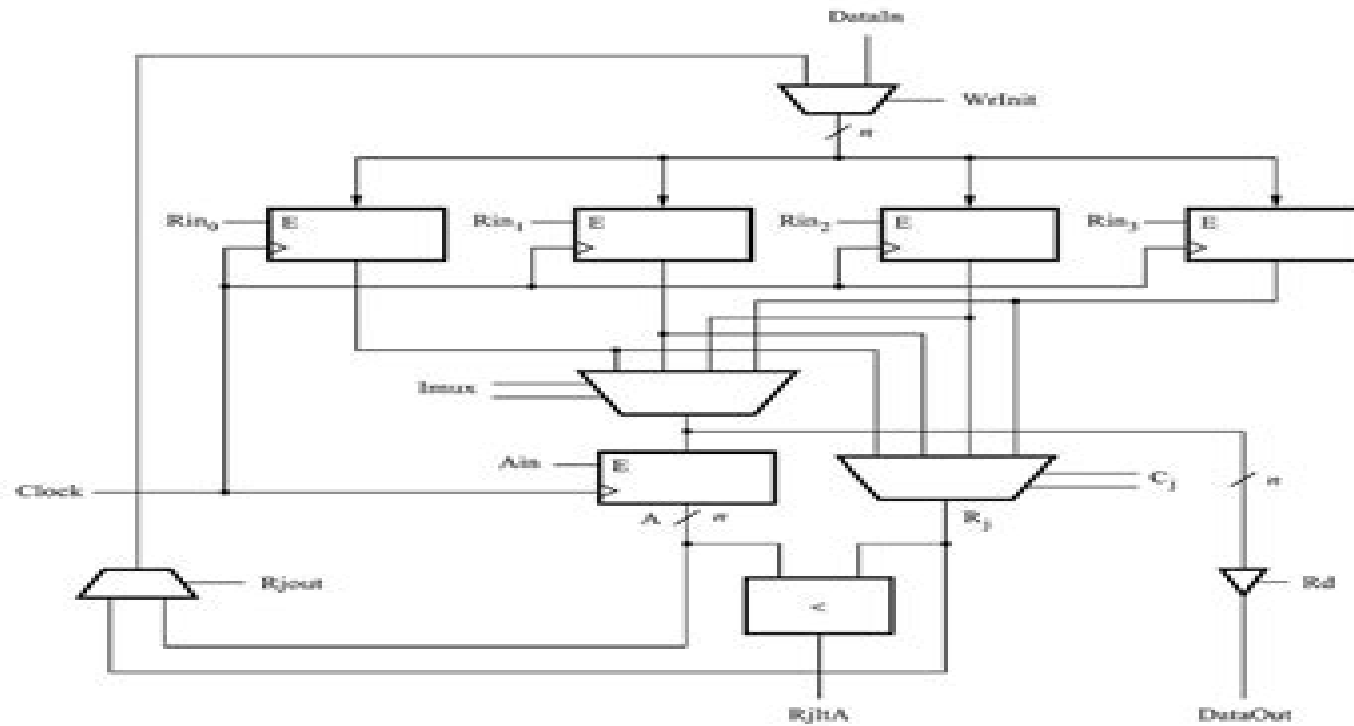 DataIn
WrInit
n
Rin₀
E
Rin₁
E
Rin₂
E
Rin₃
E
Imux
Ain
E
Clock
Cⱼ
n
A
n
Rⱼ
Rjout
<
Rd
RjltA
DataOut